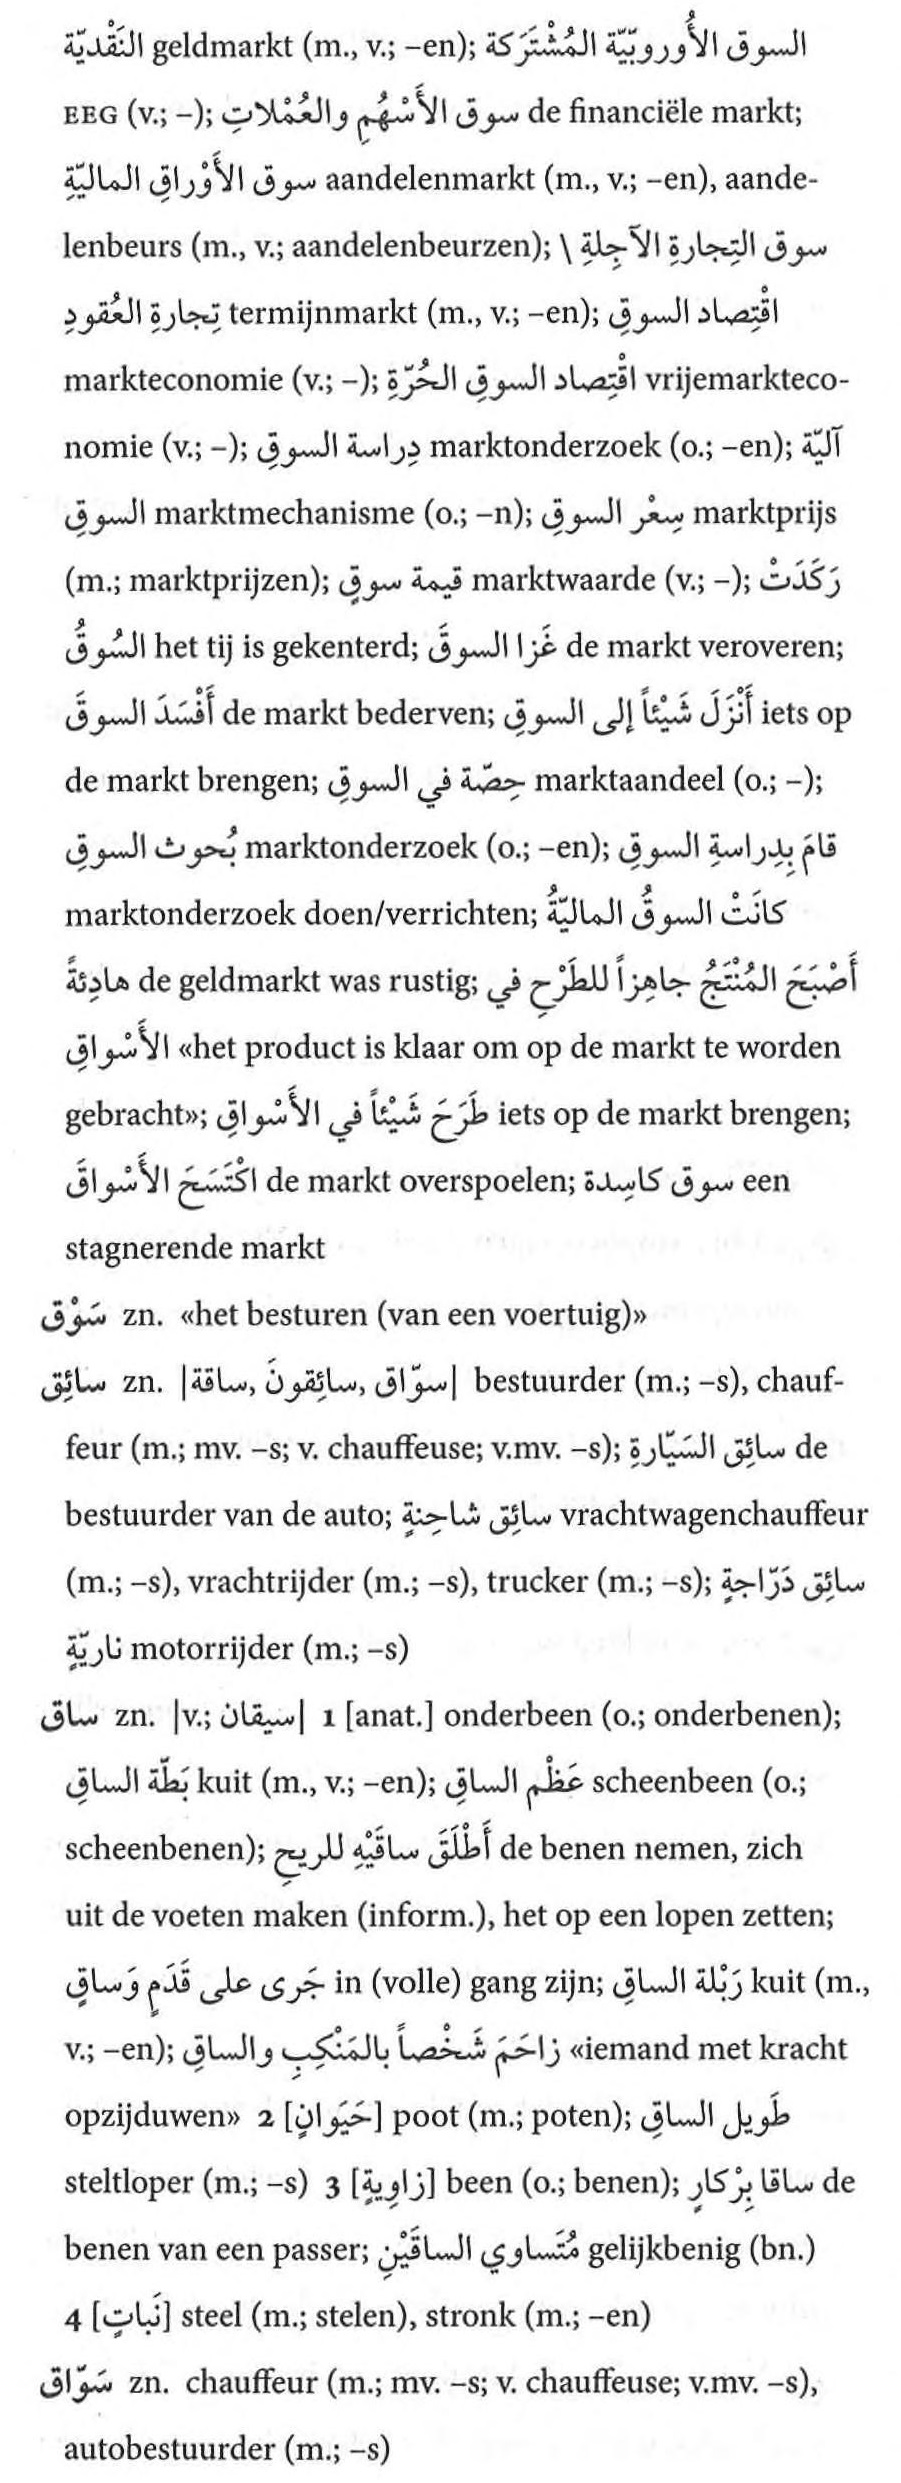 النَقْديّة geldmarkt (m., v.; –en); السوق الأُوروبّيّة المُشْتَرَكة
EEG (v.; –); سوق الأَسْهُمِ والعُمْلاتِ de financiële markt;
سوق الأَوْراقِ الماليّةِ aandelenmarkt (m., v.; –en), aande-
lenbeurs (m., v.; aandelenbeurzen); سوق التِجارةِ الآجِلةِ \
تِجارةِ العُقودِ termijnmarkt (m., v.; –en); اقْتِصاد السوقِ
markteconomie (v.; –); اقْتِصاد السوقِ الحُرّةِ vrijemarkteco-
nomie (v.; –); دِراسة السوقِ marktonderzoek (o.; –en); آليّة
السوقِ marktmechanisme (o.; –n); سِعْر السوقِ marktprijs
(m.; marktprijzen); قيمة سوقٍ marktwaarde (v.; –); رَكَدَتْ
السُوقُ het tij is gekenterd; غَزا السوقَ de markt veroveren;
أَفْسَدَ السوقَ de markt bederven; أَنْزَلَ شَيْئاً إلى السوقِ iets op
de markt brengen; حِصّة في السوقِ marktaandeel (o.; –);
بُحوث السوقِ marktonderzoek (o.; –en); قامَ بِدِراسةِ السوقِ
marktonderzoek doen/verrichten; كانَتْ السوقُ الماليّةُ
هادِئةً de geldmarkt was rustig; أَصْبَحَ المُنْتَجُ جاهِزاً للطَرْحِ في
الأَسْواقِ «het product is klaar om op de markt te worden
gebracht»; طَرَحَ شَيْئاً في الأَسْواقِ iets op de markt brengen;
اكْتَسَحَ الأَسْواقَ de markt overspoelen; سوق كاسِدة een
stagnerende markt
سَوْق zn. «het besturen (van een voertuig)»
سائِق zn. |سوّاق, سائِقونَ, ساقة| bestuurder (m.; –s), chauf-
feur (m.; mv. –s; v. chauffeuse; v.mv. –s); سائِق السَيّارةِ de
bestuurder van de auto; سائِق شاحِنةٍ vrachtwagenchauffeur
(m.; –s), vrachtrijder (m.; –s), trucker (m.; –s); سائِق دَرّاجةٍ
ناريّةٍ motorrijder (m.; –s)
ساق zn. |v.; سيقان| 1 [anat.] onderbeen (o.; onderbenen);
بَطّة الساقِ kuit (m., v.; –en); عَظْم الساقِ scheenbeen (o.;
scheenbenen); أَطْلَقَ ساقَيْهِ للريحِ de benen nemen, zich
uit de voeten maken (inform.), het op een lopen zetten;
جَرى على قَدَمٍ وَساقٍ in (volle) gang zijn; رَبْلة الساقِ kuit (m.,
v.; –en); زاحَمَ شَخْصاً بالمَنْكِبِ والساقِ «iemand met kracht
opzijduwen» 2 [حَيَوانٍ] poot (m.; poten); طَويل الساقِ
steltloper (m.; –s) 3 [زاوِيةٍ] been (o.; benen); ساقا بِرْكارٍ de
benen van een passer; مُتَساوي الساقَيْنِ gelijkbenig (bn.)
4 [نَباتٍ] steel (m.; stelen), stronk (m.; –en)
سَوّاق zn. chauffeur (m.; mv. –s; v. chauffeuse; v.mv. –s),
autobestuurder (m.; –s)